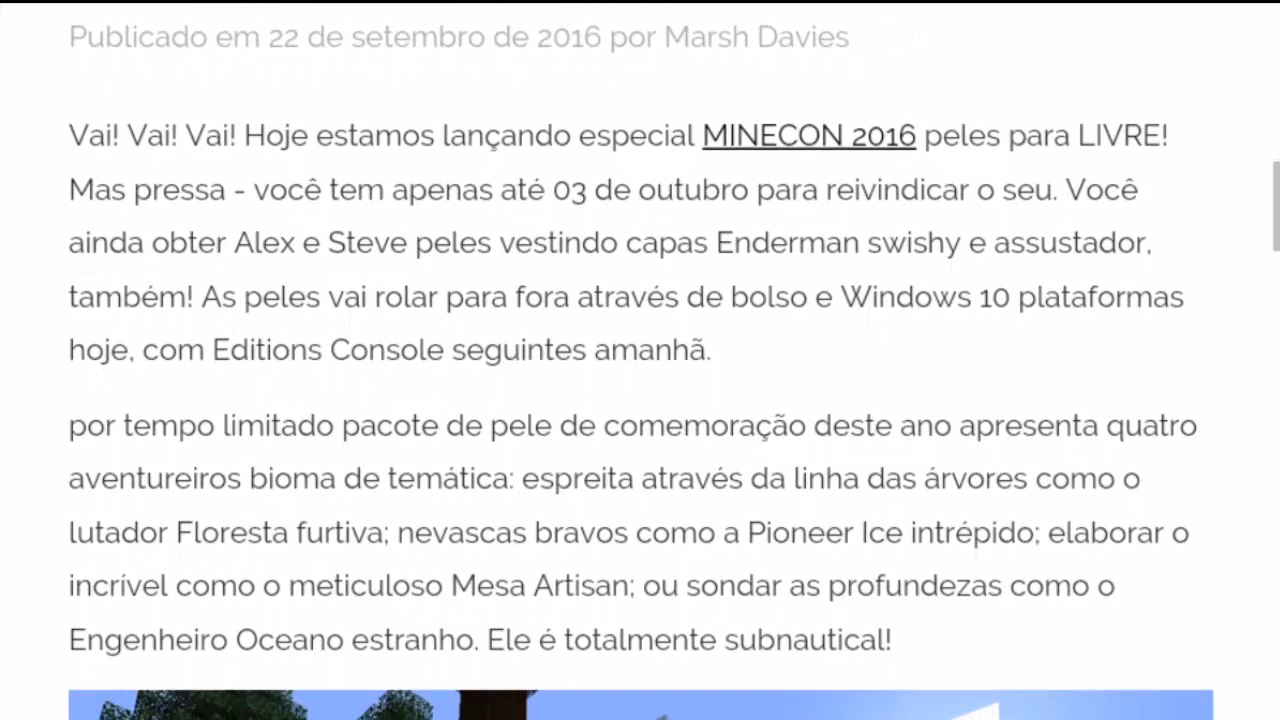 Publicado em 22 de setembro de 2016 por Marsh Davies
Vai! Vai! Vai! Hoje estamos lançando especial MINECON 2016 peles para LIVRE!
Mas pressa - você tem apenas até 03 de outubro para reivindicar o seu. Você
ainda obter Alex e Steve peles vestindo capas Enderman swishy e assustador,
também! As peles vai rolar para fora através de bolso e Windows 10 plataformas
hoje, com Editions Console seguintes amanhã.
por tempo limitado pacote de pele de comemoração deste ano apresenta quatro
aventureiros bioma de temática: espreita através da linha das árvores como o
lutador Floresta furtiva; nevascas bravos como a Pioneer Ice intrépido; elaborar o
incrível como o meticuloso Mesa Artisan; ou sondar as profundezas como o
Engenheiro Oceano estranho. Ele é totalmente subnautical!